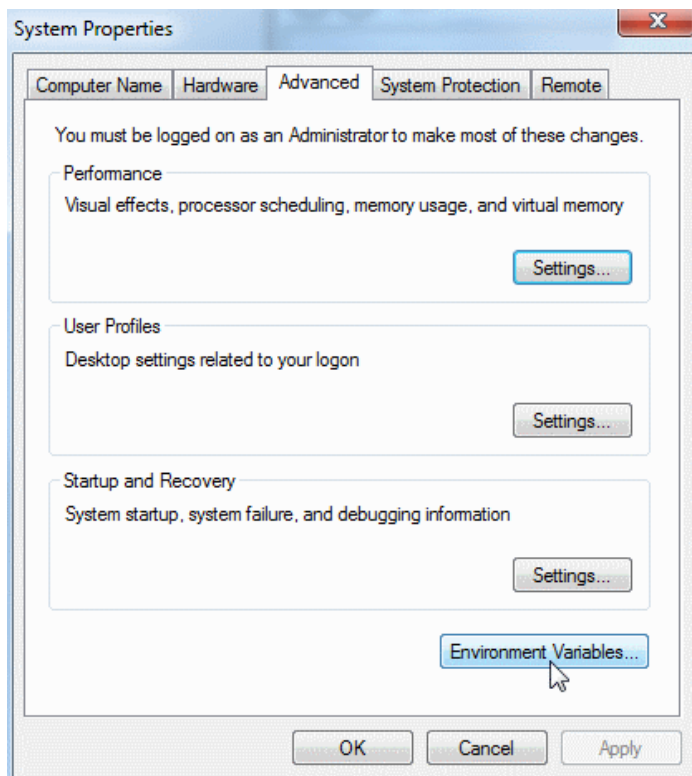 System Properties
Computer Name Hardware Advanced System Protection Remote
You must be logged on as an Administrator to make most of these changes.
Performance
Visual effects, processor scheduling, memory usage, and virtual memory
Settings...
User Profiles
Desktop settings related to your logon
Settings...
Startup and Recovery
System startup, system failure, and debugging information
Settings...
Environment Variables...
OK Cancel Apply